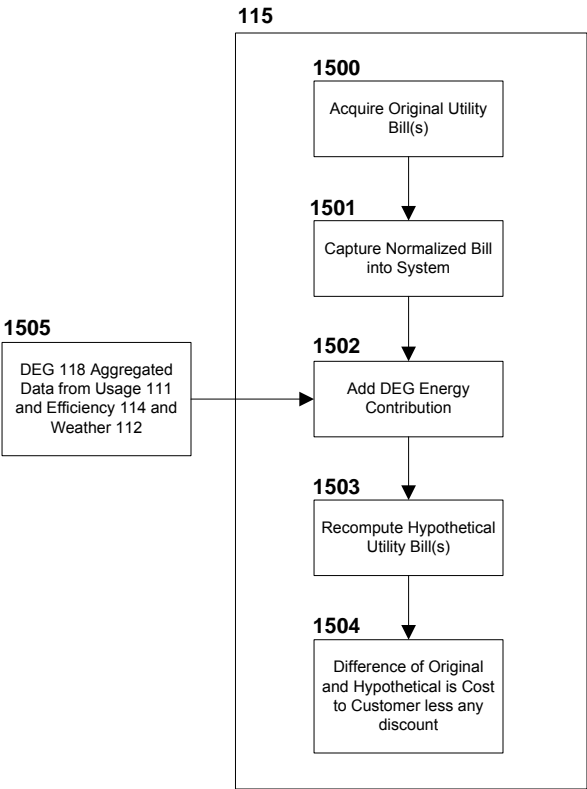 115
1500
Acquire Original Utility
Bill(s)
1501
Capture Normalized Bill
into System
1505
DEG 118 Aggregated
Data from Usage 111
and Efficiency 114 and
Weather 112
1502
Add DEG Energy
Contribution
1503
Recompute Hypothetical
Utility Bill(s)
1504
Difference of Original
and Hypothetical is Cost
to Customer less any
discount